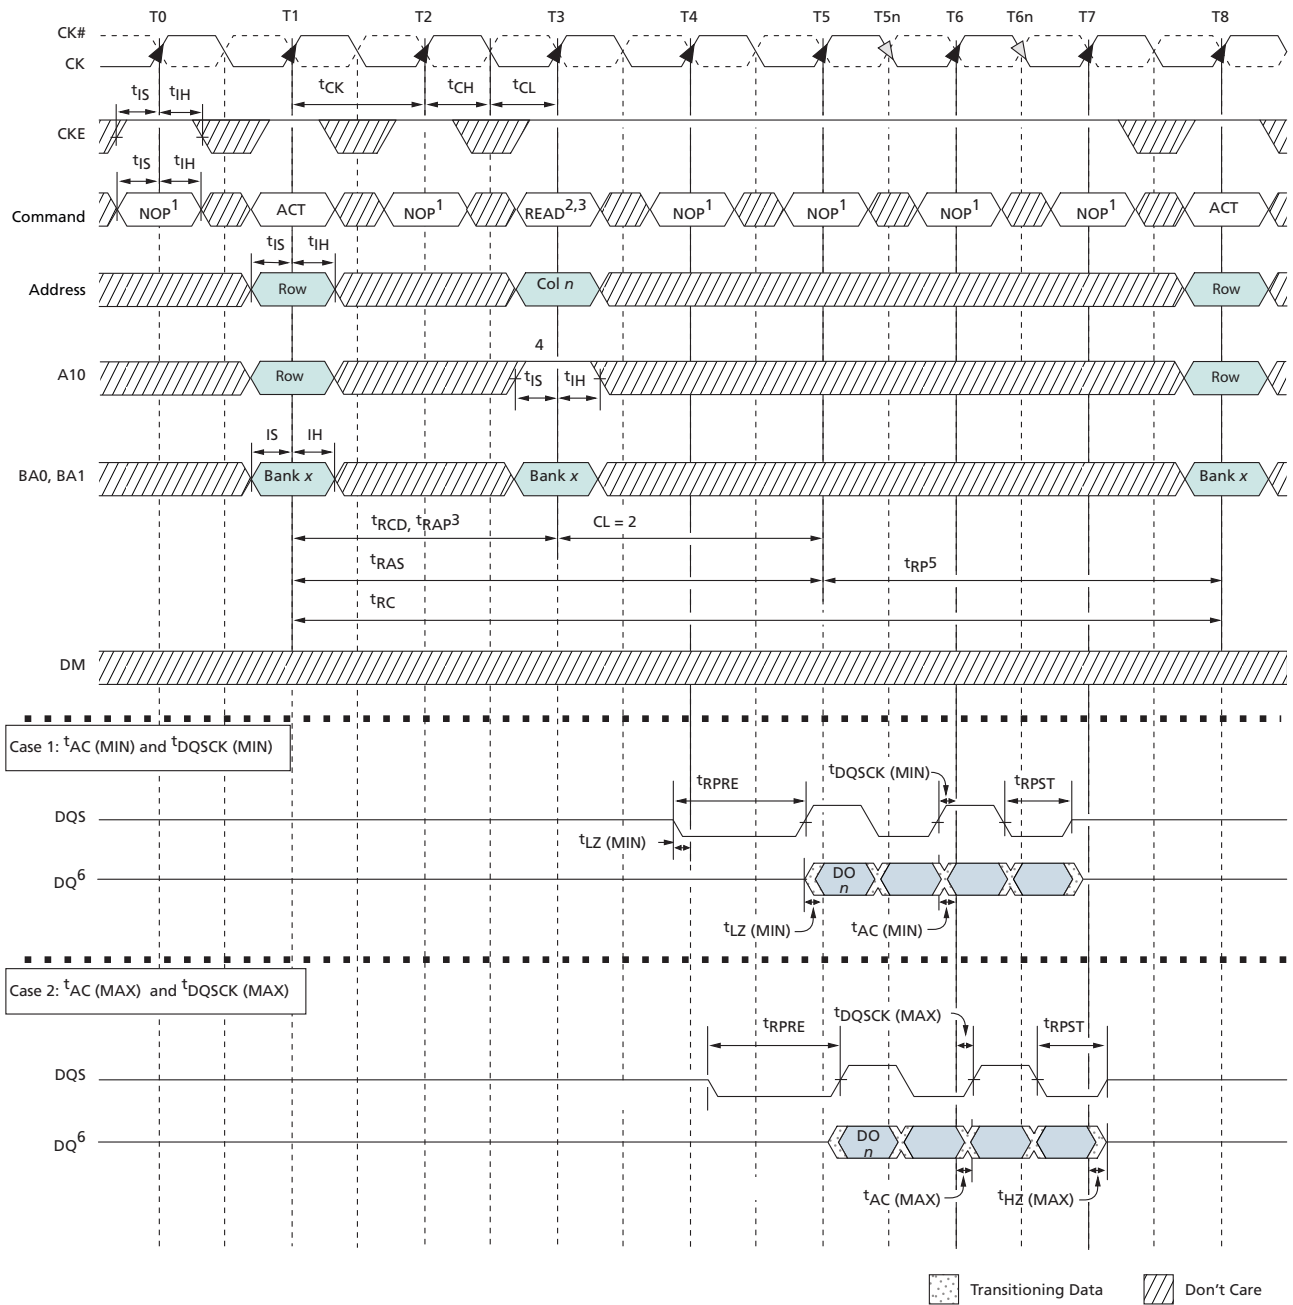 T0 T1 T2 T3 T4 T5 T5n T6 T6n T7 T8
CK#
CK
tCK tCH tCL
tIS tIH
CKE
tIS tIH
Command NOP1 ACT NOP1 READ2,3 NOP1 NOP1 NOP1 NOP1 ACT
tIS tIH
Address Row Col n Row
4
A10 Row tIS tIH Row
IS IH
BA0, BA1 Bank x Bank x Bank x
tRCD, tRAP3 CL = 2
tRAS tRP5
tRC
DM
Case 1: tAC (MIN) and tDQSCK (MIN)
tRPRE tDQSCK (MIN) tRPST
DQS
tLZ (MIN)
DQ6 DO n
tLZ (MIN) tAC (MIN)
Case 2: tAC (MAX) and tDQSCK (MAX)
tRPRE tDQSCK (MAX) tRPST
DQS
DQ6 DO n
tAC (MAX) tHZ (MAX)
Transitioning Data Don't Care